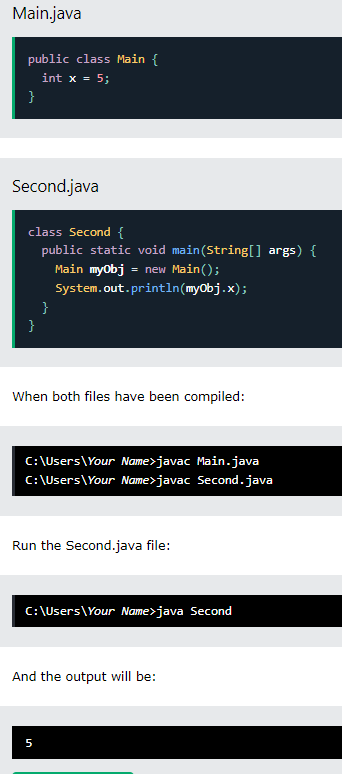 Main.java
public class Main {
  int x = 5;
}
Second.java
class Second {
  public static void main(String[] args) {
    Main myObj = new Main();
    System.out.println(myObj.x);
  }
}
When both files have been compiled:
C:\Users\Your Name>javac Main.java
C:\Users\Your Name>javac Second.java
Run the Second.java file:
C:\Users\Your Name>java Second
And the output will be:
5